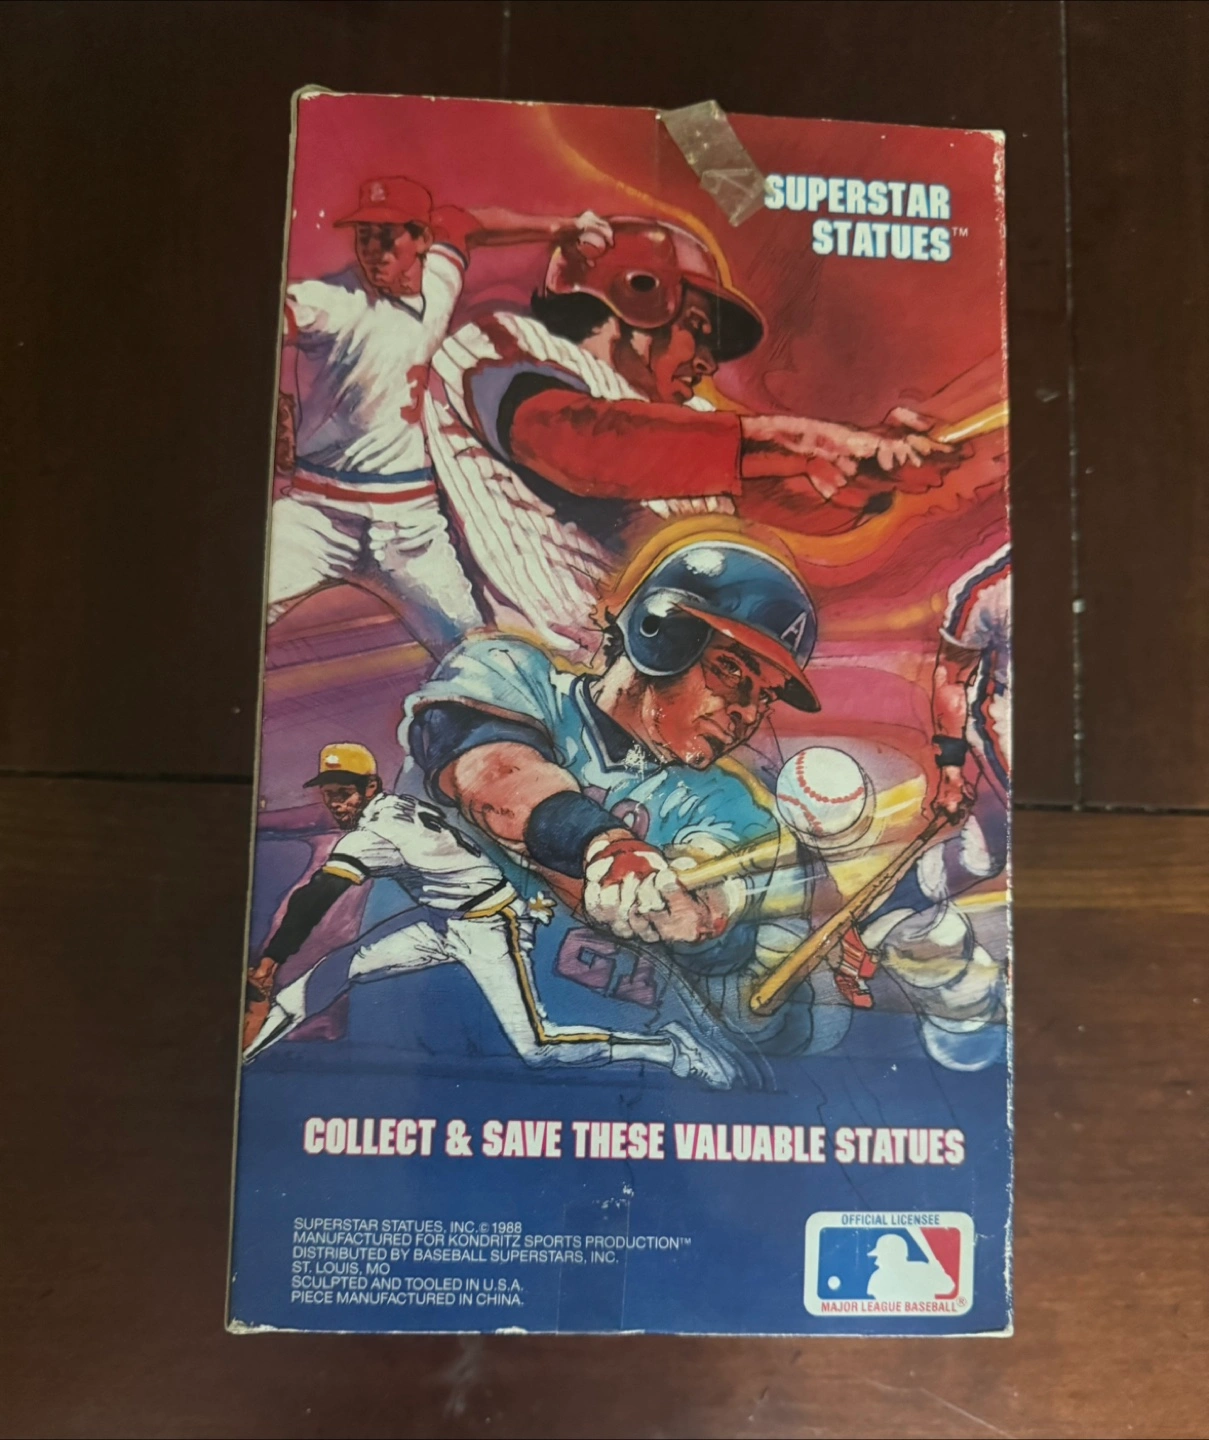 SUPERSTAR
STATUES™
A
COLLECT & SAVE THESE VALUABLE STATUES
SUPERSTAR STATUES, INC.© 1988
MANUFACTURED FOR KONDRITZ SPORTS PRODUCTION™
DISTRIBUTED BY BASEBALL SUPERSTARS, INC.
ST. LOUIS, MO
SCULPTED AND TOOLED IN U.S.A.
PIECE MANUFACTURED IN CHINA.
OFFICIAL LICENSEE
MAJOR LEAGUE BASEBALL®